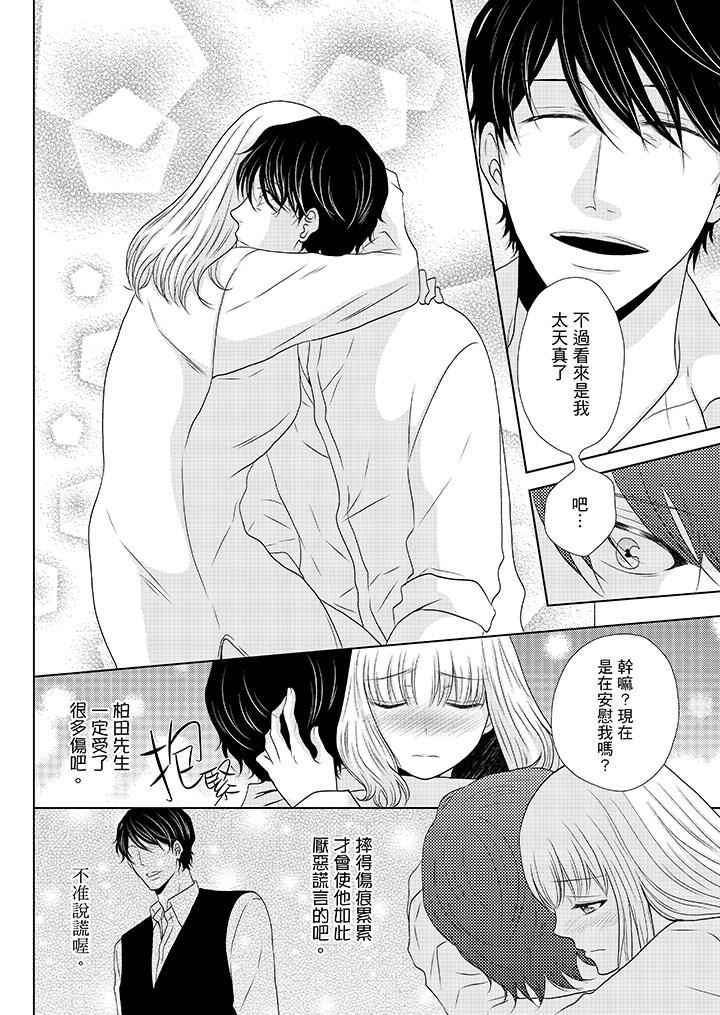 不過看來是我
太天真了
吧…
幹嘛？現在
是在安慰我嗎？
抱緊
柏田先生
一定受了
很多傷吧。
摔得傷痕累累
才會使他如此
厭惡謊言的吧。
不准說謊喔。